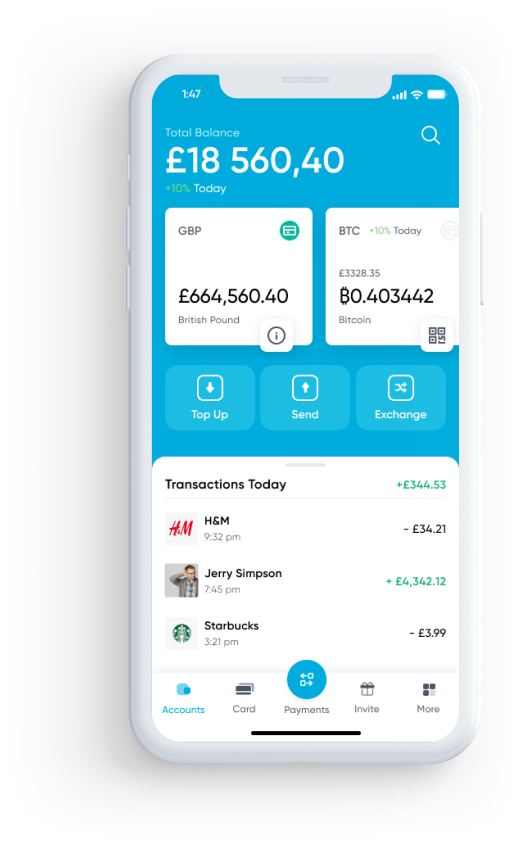 1:47
Total Balance
£18 560,40
+10% Today
GBP
BTC +10% Today
£3328.35
£664,560.40
₿0.403442
British Pound
Bitcoin
Top Up
Send
Exchange
Transactions Today
+£344.53
H&M
H&M
- £34.21
9:32 pm
Jerry Simpson
+ £4,342.12
7:45 pm
Starbucks
- £3.99
3:21 pm
Accounts
Card
Payments
Invite
More